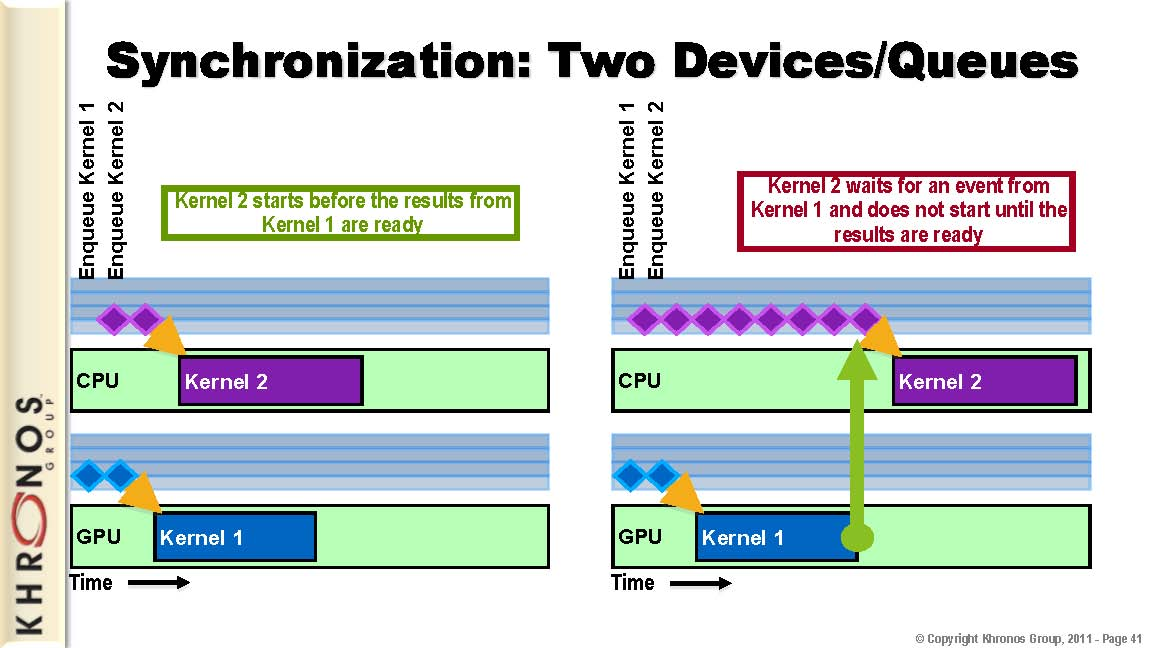 Synchronization: Two Devices/Queues
Enqueue Kernel 1
Enqueue Kernel 2
Kernel 2 starts before the results from
Kernel 1 are ready
CPU
Kernel 2
GPU
Kernel 1
Time
Enqueue Kernel 1
Enqueue Kernel 2
Kernel 2 waits for an event from
Kernel 1 and does not start until the
results are ready
CPU
Kernel 2
GPU
Kernel 1
Time
KHRONOS
GROUP
© Copyright Khronos Group, 2011 - Page 41